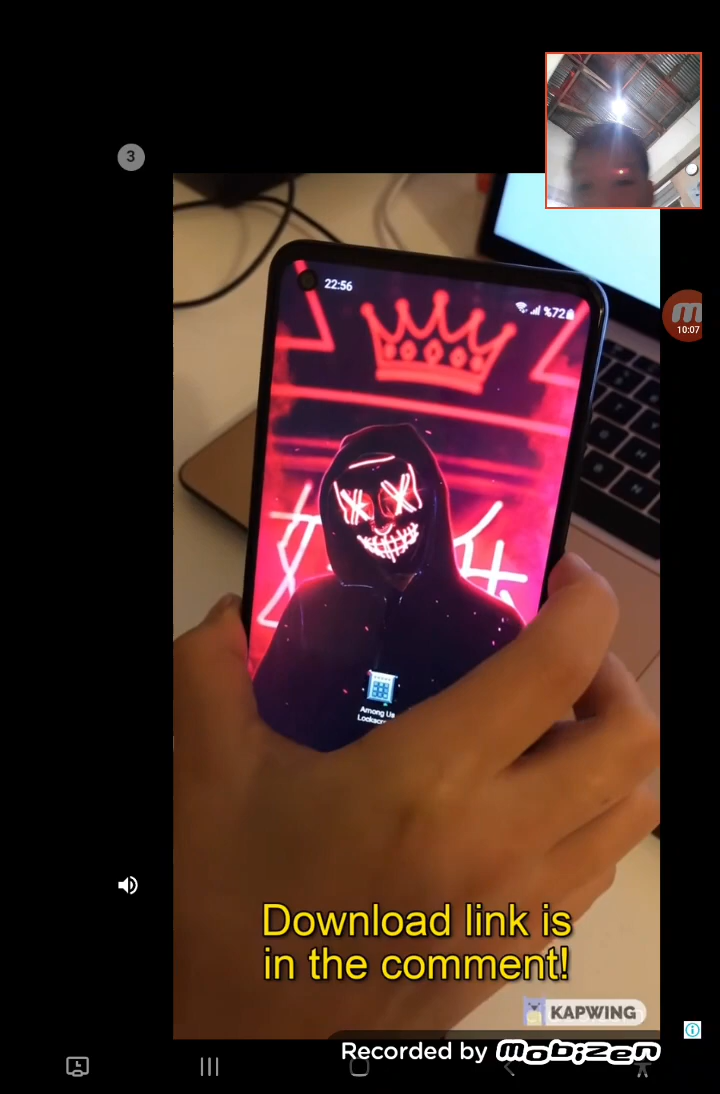 3
22:56
%72
10:07
Among Us
Download link is
in the comment!
KAPWING
Recorded by mobizen